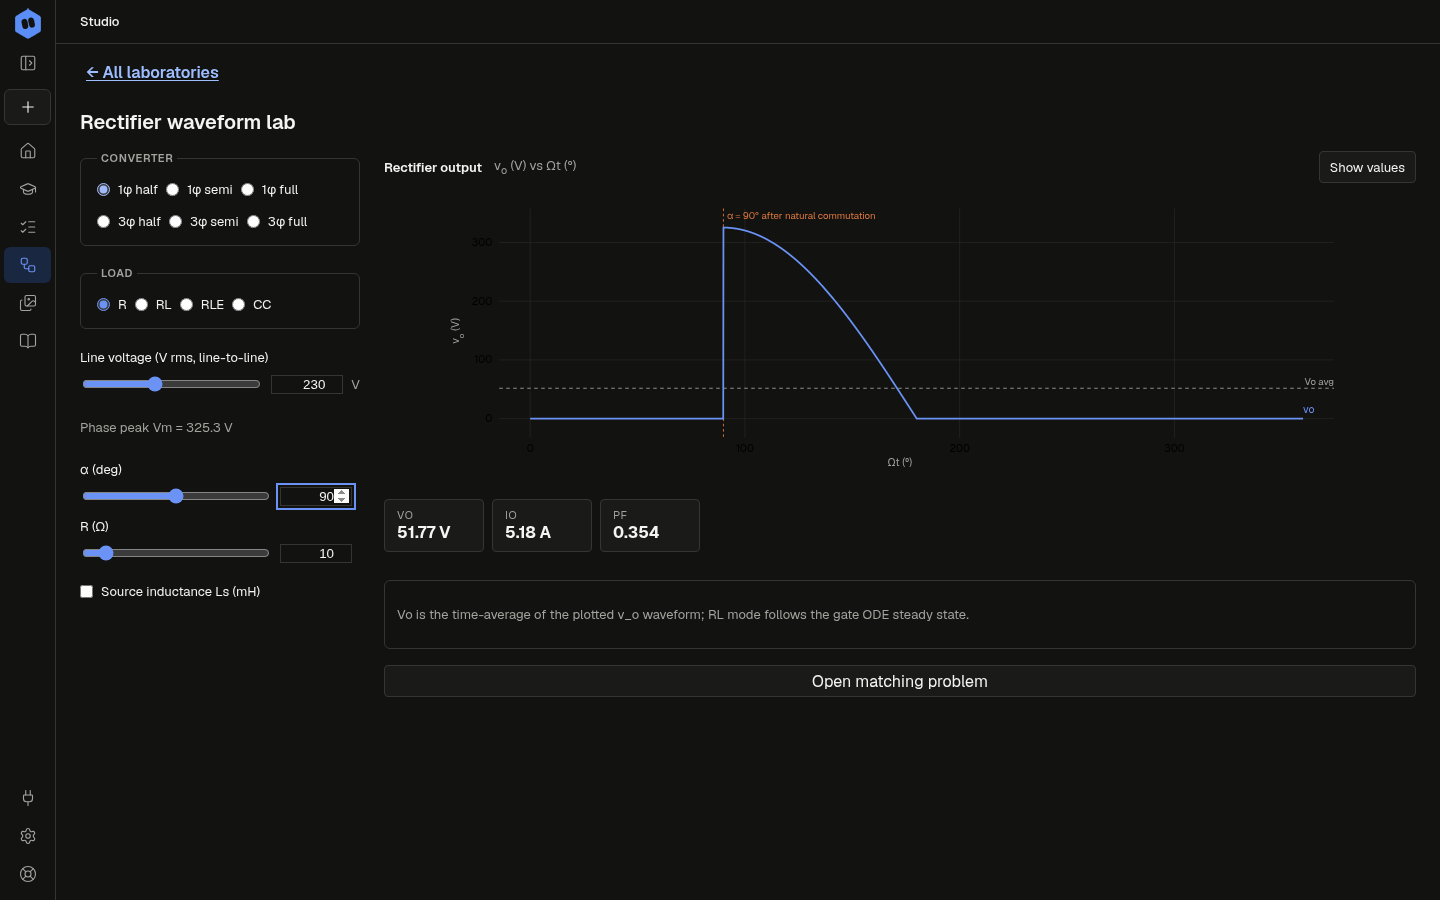 Studio
← All laboratories
Rectifier waveform lab
CONVERTER
1φ half 1φ semi 1φ full
3φ half 3φ semi 3φ full
LOAD
R RL RLE CC
Line voltage (V rms, line-to-line)
230 V
Phase peak Vm = 325.3 V
α (deg)
90
R (Ω)
10
Source inductance Ls (mH)
Rectifier output vo (V) vs Ωt (°)
Show values
α = 90° after natural commutation
300
200
100
0
vo (V)
Vo avg
vo
0 100 200 300
Ωt (°)
VO
51.77 V
IO
5.18 A
PF
0.354
Vo is the time-average of the plotted v_o waveform; RL mode follows the gate ODE steady state.
Open matching problem